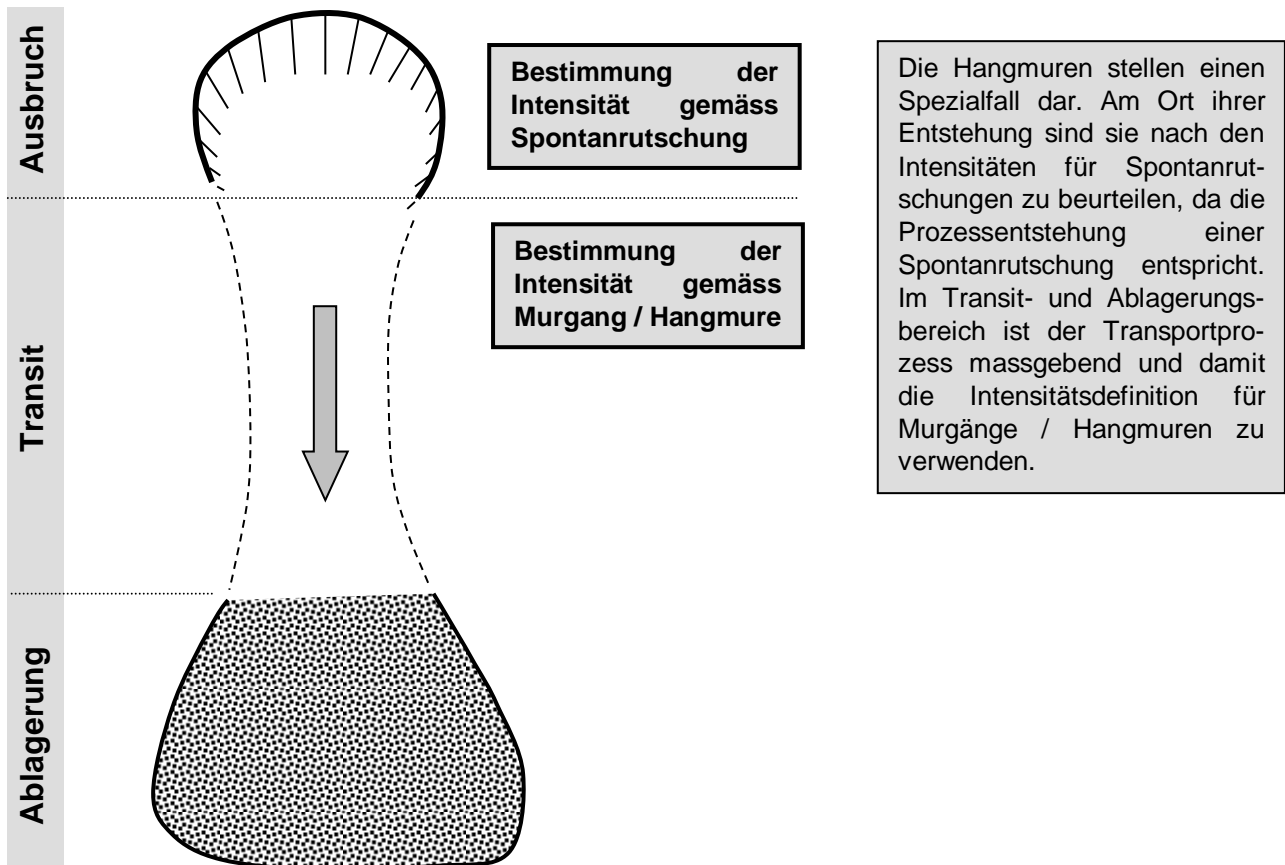 Ausbruch
Bestimmung der
Intensität gemäss
Spontanrutschung
Transit
Bestimmung der
Intensität gemäss
Murgang / Hangmure
Ablagerung
Die Hangmuren stellen einen
Spezialfall dar. Am Ort ihrer
Entstehung sind sie nach den
Intensitäten für Spontanrut-
schungen zu beurteilen, da die
Prozessentstehung einer
Spontanrutschung entspricht.
Im Transit- und Ablagerungs-
bereich ist der Transportpro-
zess massgebend und damit
die Intensitätsdefinition für
Murgänge / Hangmuren zu
verwenden.